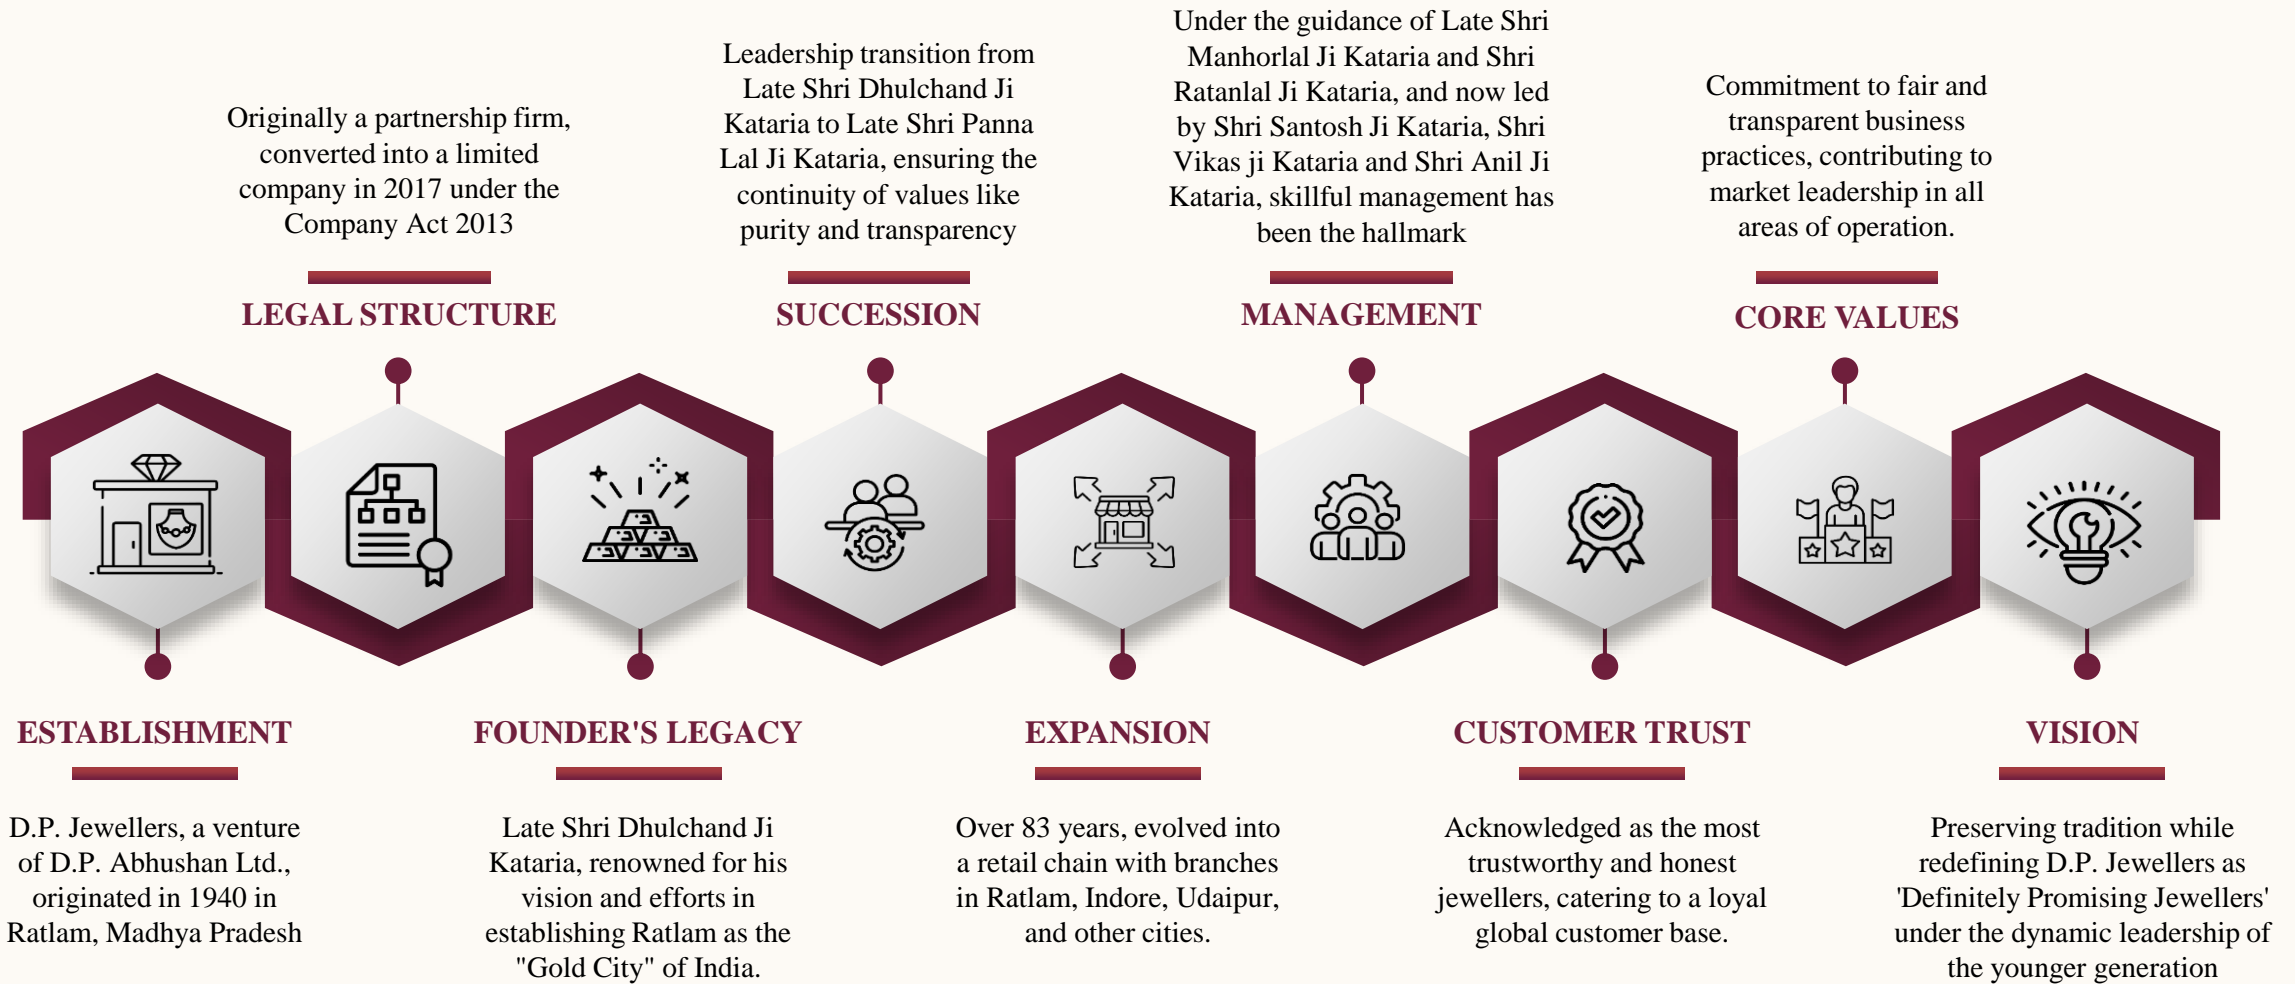 Originally a partnership firm,
converted into a limited
company in 2017 under the
Company Act 2013
LEGAL STRUCTURE
Leadership transition from
Late Shri Dhulchand Ji
Kataria to Late Shri Panna
Lal Ji Kataria, ensuring the
continuity of values like
purity and transparency
SUCCESSION
Under the guidance of Late Shri
Manhorlal Ji Kataria and Shri
Ratanlal Ji Kataria, and now led
by Shri Santosh Ji Kataria, Shri
Vikas ji Kataria and Shri Anil Ji
Kataria, skillful management has
been the hallmark
MANAGEMENT
Commitment to fair and
transparent business
practices, contributing to
market leadership in all
areas of operation.
CORE VALUES
ESTABLISHMENT
D.P. Jewellers, a venture
of D.P. Abhushan Ltd.,
originated in 1940 in
Ratlam, Madhya Pradesh
FOUNDER'S LEGACY
Late Shri Dhulchand Ji
Kataria, renowned for his
vision and efforts in
establishing Ratlam as the
"Gold City" of India.
EXPANSION
Over 83 years, evolved into
a retail chain with branches
in Ratlam, Indore, Udaipur,
and other cities.
CUSTOMER TRUST
Acknowledged as the most
trustworthy and honest
jewellers, catering to a loyal
global customer base.
VISION
Preserving tradition while
redefining D.P. Jewellers as
'Definitely Promising Jewellers'
under the dynamic leadership of
the younger generation